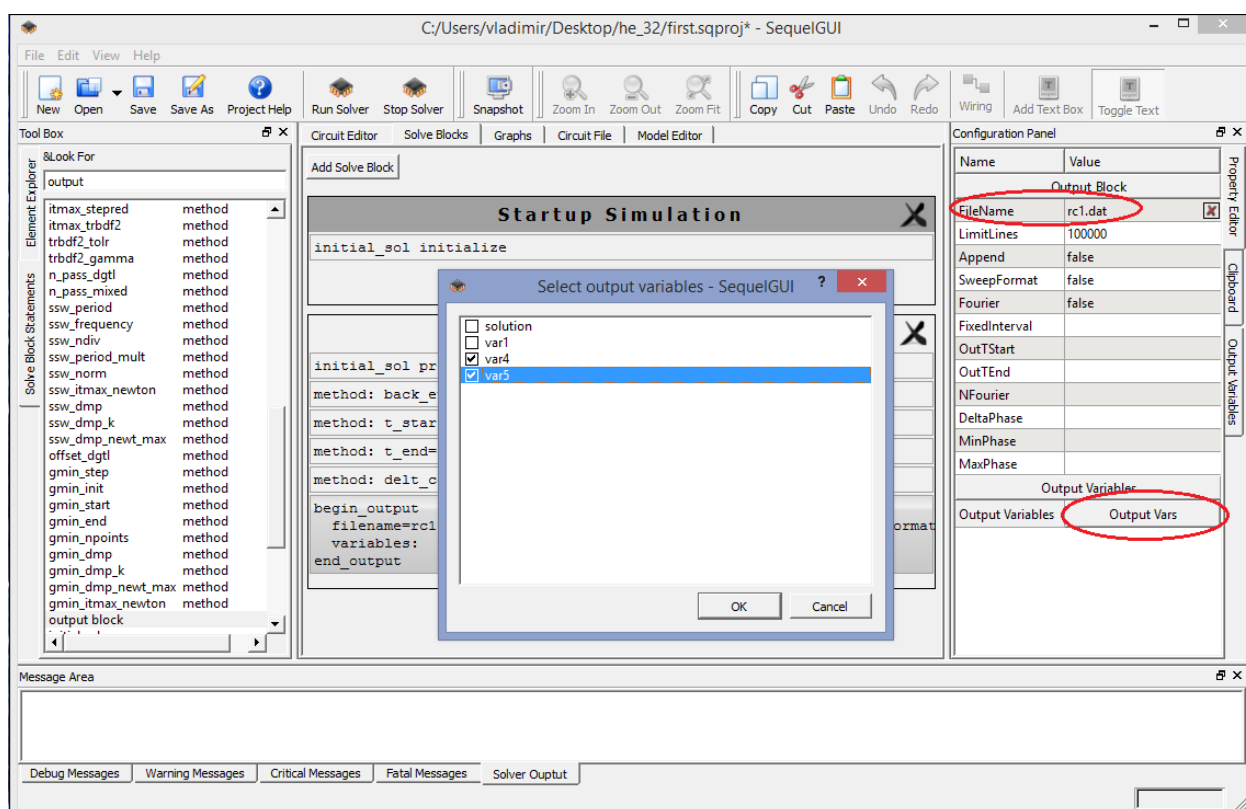 C:/Users/vladimir/Desktop/he_32/first.sqproj* - SequelGUI
File Edit View Help
New Open Save Save As Project Help Run Solver Stop Solver Snapshot Zoom In Zoom Out Zoom Fit Copy Cut Paste Undo Redo Wiring Add Text Box Toggle Text
Tool Box
Element Explorer
Solve Block Statements
&Look For
output
itmax_stepred method
itmax_trbdf2 method
trbdf2_tolr method
trbdf2_gamma method
n_pass_dgtl method
n_pass_mixed method
ssw_period method
ssw_frequency method
ssw_ndiv method
ssw_period_mult method
ssw_norm method
ssw_itmax_newton method
ssw_dmp method
ssw_dmp_k method
ssw_dmp_newt_max method
offset_dgtl method
gmin_step method
gmin_init method
gmin_start method
gmin_end method
gmin_npoints method
gmin_dmp method
gmin_dmp_k method
gmin_dmp_newt_max method
gmin_itmax_newton method
output block
Circuit Editor Solve Blocks Graphs Circuit File Model Editor
Add Solve Block
Startup Simulation
initial_sol initialize
initial_sol pr
method: back_e
method: t_star
method: t_end=
method: delt_c
begin_output
filename=rc1 ormat
variables:
end_output
Select output variables - SequelGUI ?
solution
var1
var4
var5
OK Cancel
Configuration Panel
Name Value
Output Block
FileName rc1.dat
LimitLines 100000
Append false
SweepFormat false
Fourier false
FixedInterval
OutTStart
OutTEnd
NFourier
DeltaPhase
MinPhase
MaxPhase
Output Variables
Output Variables Output Vars
Property Editor
Clipboard
Output Variables
Message Area
Debug Messages Warning Messages Critical Messages Fatal Messages Solver Ouptut